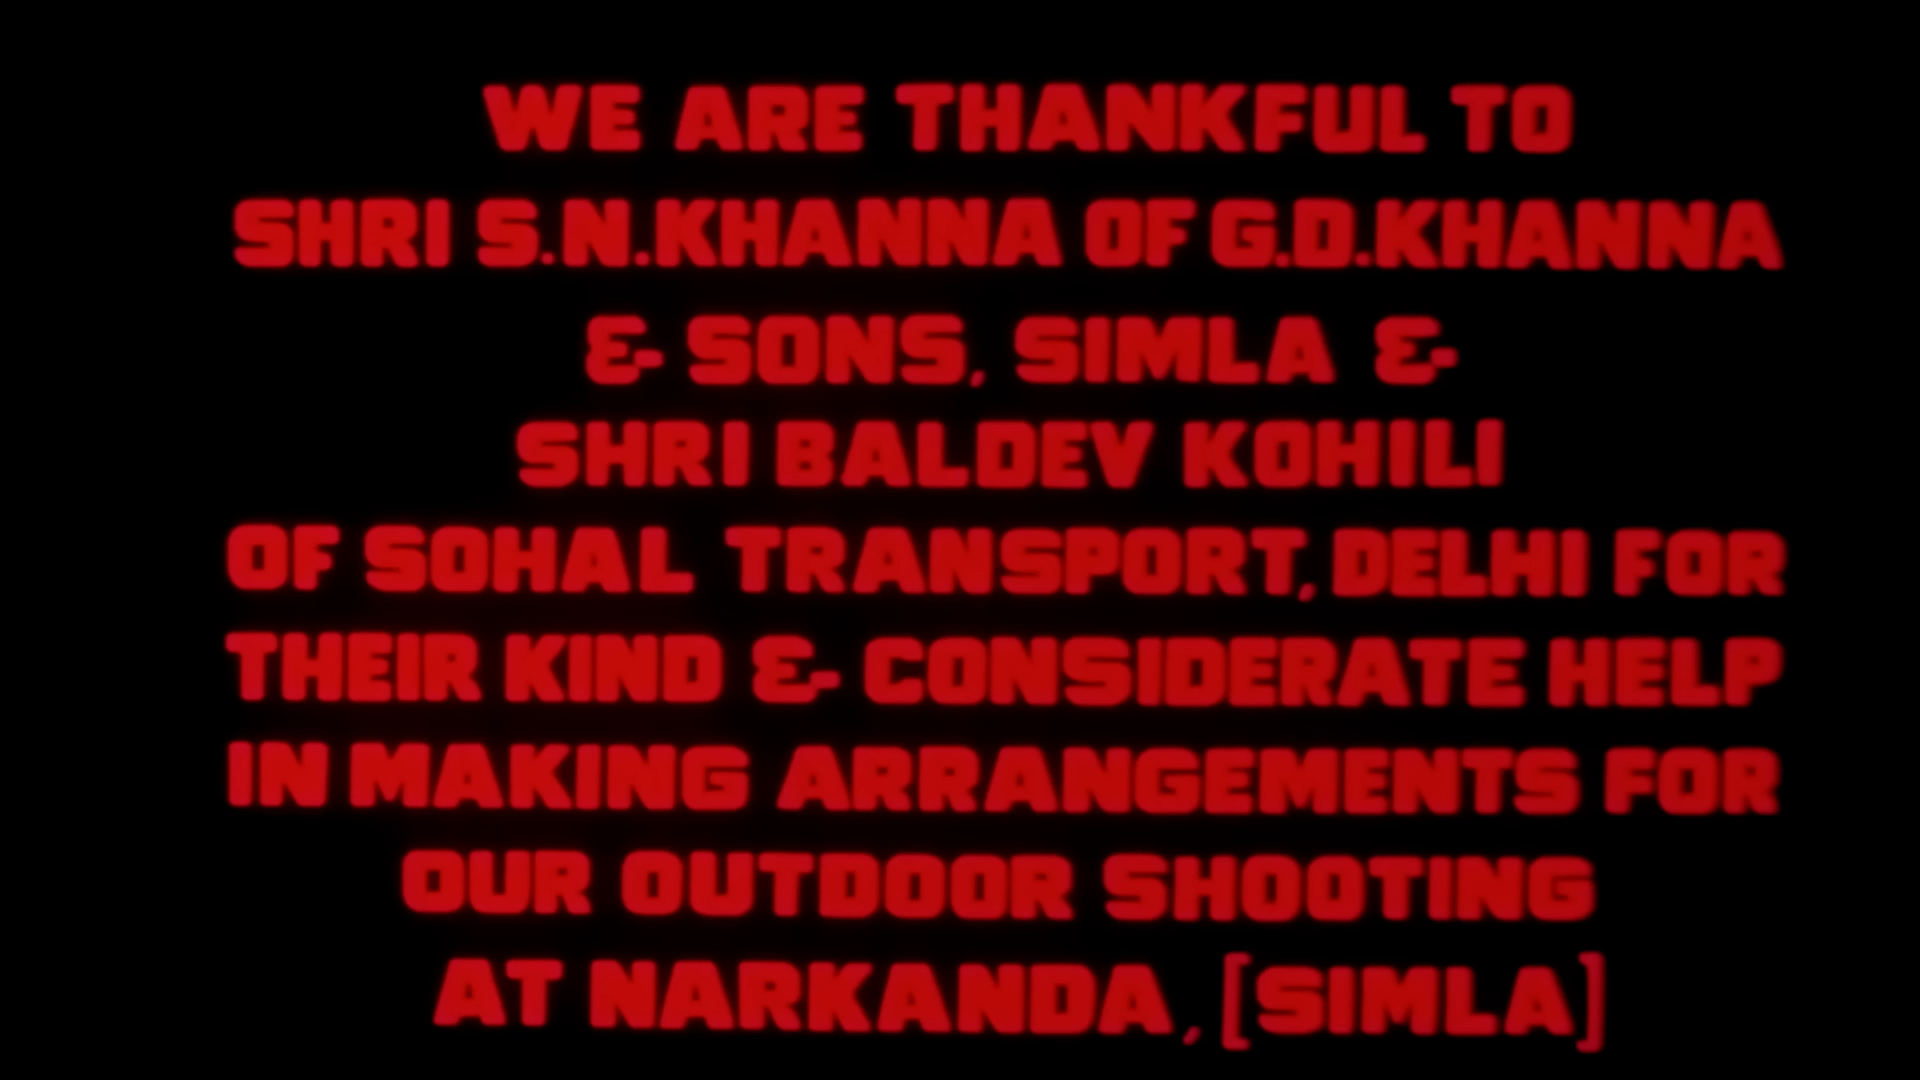 WE ARE THANKFUL TO
SHRI S.N.KHANNA OF G.D.KHANNA
& SONS, SIMLA &
SHRI BALDEV KOHILI
OF SOHAL TRANSPORT, DELHI FOR
THEIR KIND & CONSIDERATE HELP
IN MAKING ARRANGEMENTS FOR
OUR OUTDOOR SHOOTING
AT NARKANDA, [SIMLA]